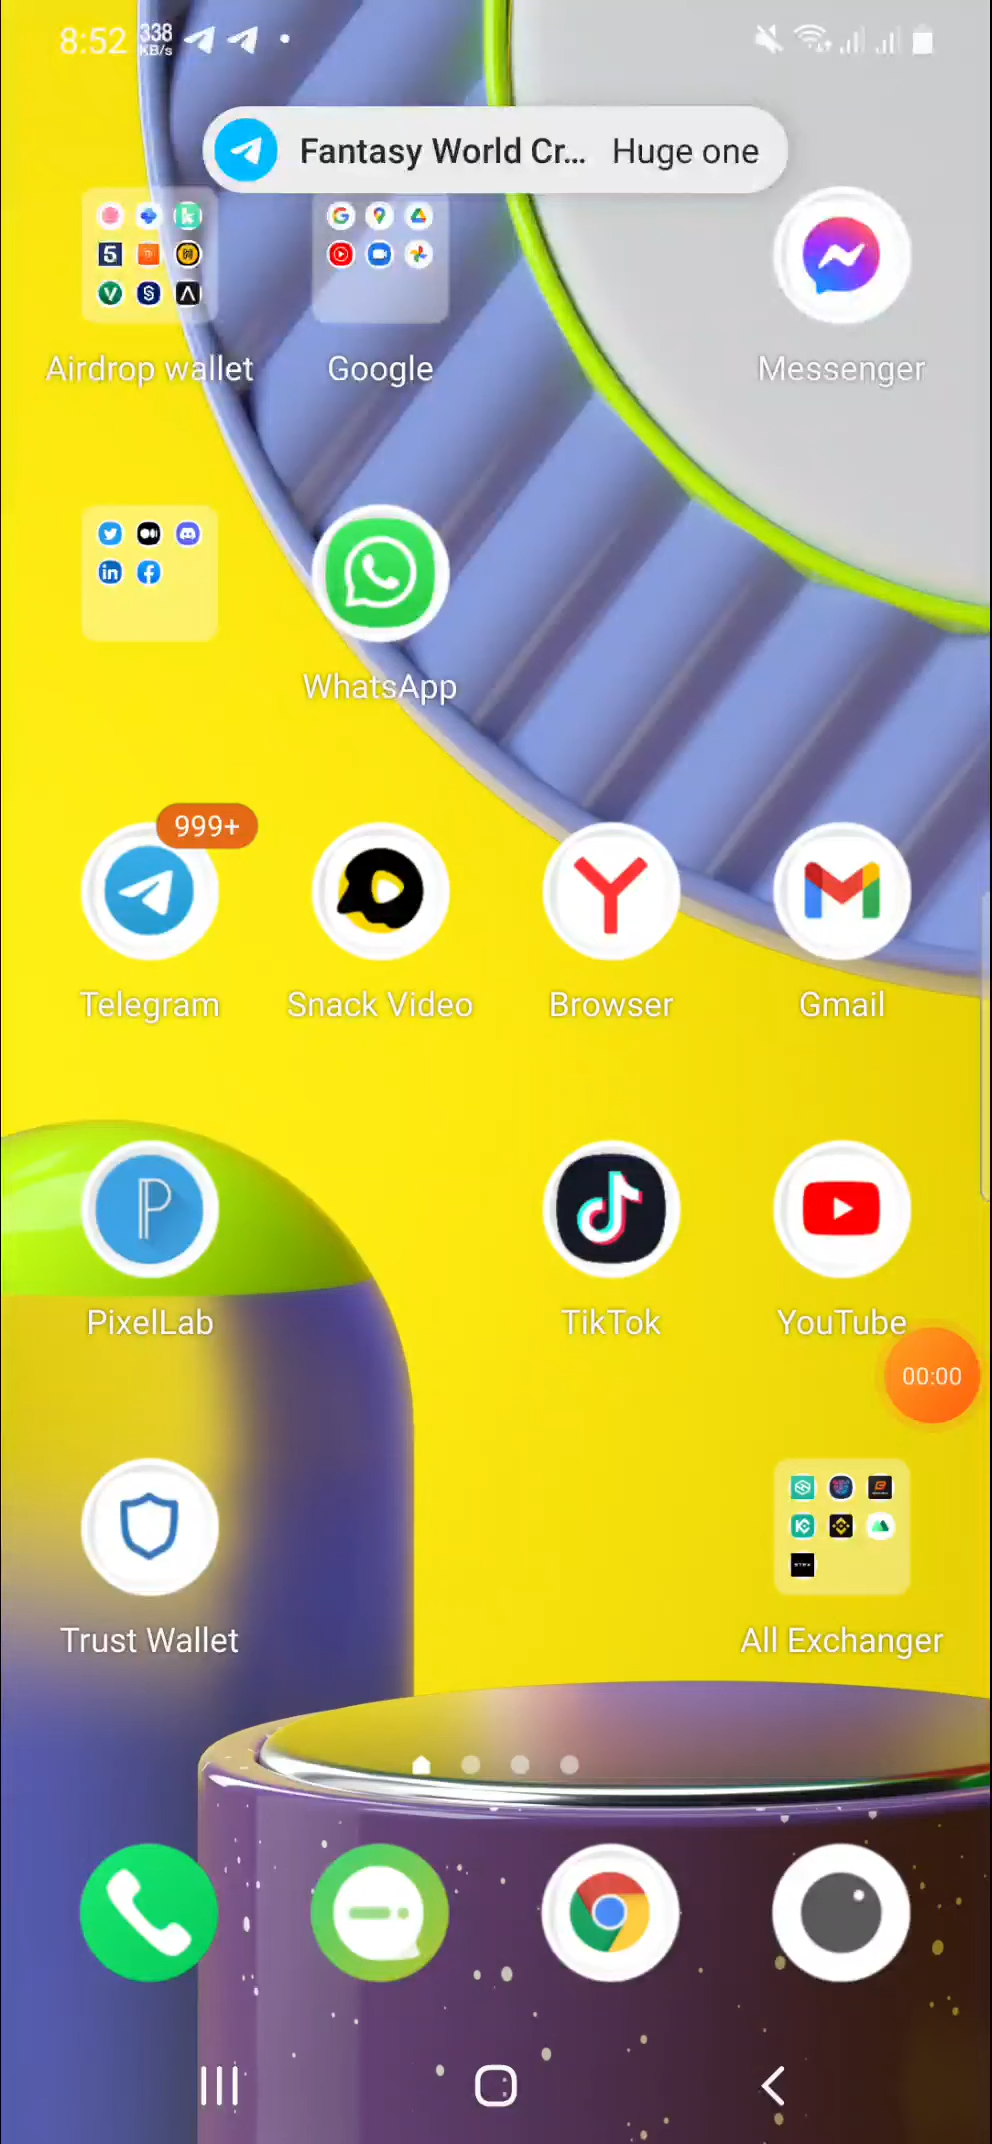 8:52 338 KB/s
Fantasy World Cr... Huge one
Airdrop wallet Google Messenger
WhatsApp
999+
Telegram Snack Video Browser Gmail
PixelLab TikTok YouTube
00:00
Trust Wallet All Exchanger